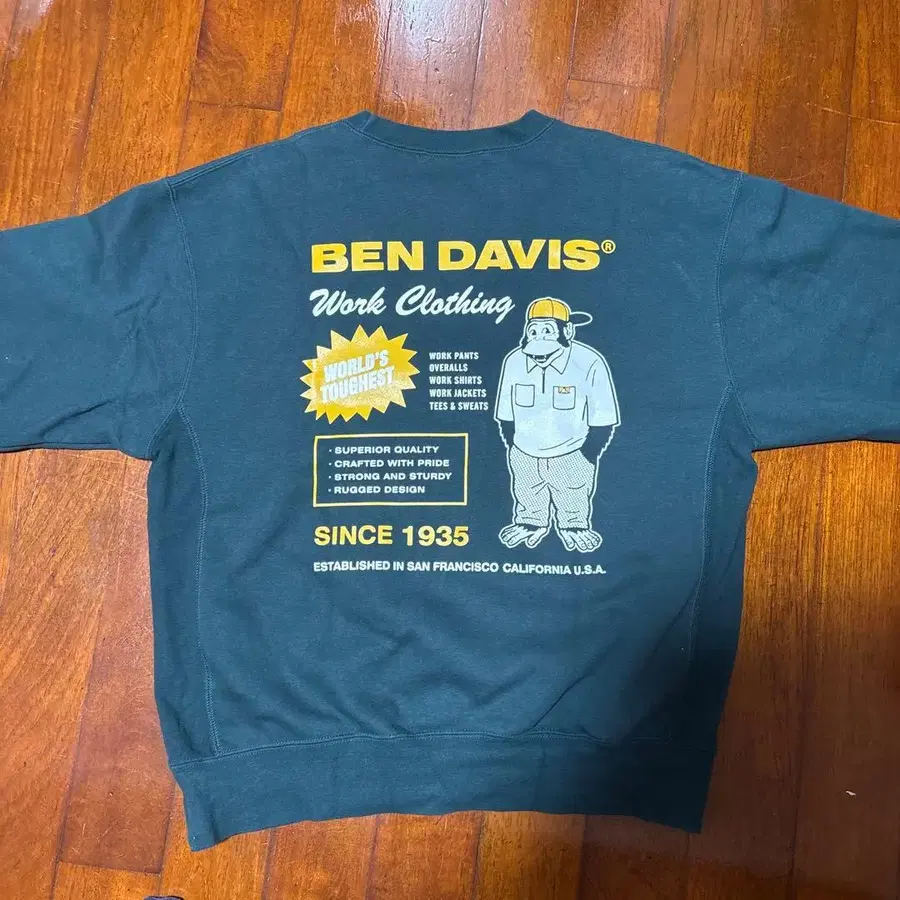 BEN DAVIS®
Work Clothing
WORLD'S
TOUGHEST
WORK PANTS
OVERALLS
WORK SHIRTS
WORK JACKETS
TEES & SWEATS
· SUPERIOR QUALITY
· CRAFTED WITH PRIDE
· STRONG AND STURDY
· RUGGED DESIGN
SINCE 1935
ESTABLISHED IN SAN FRANCISCO CALIFORNIA U.S.A.